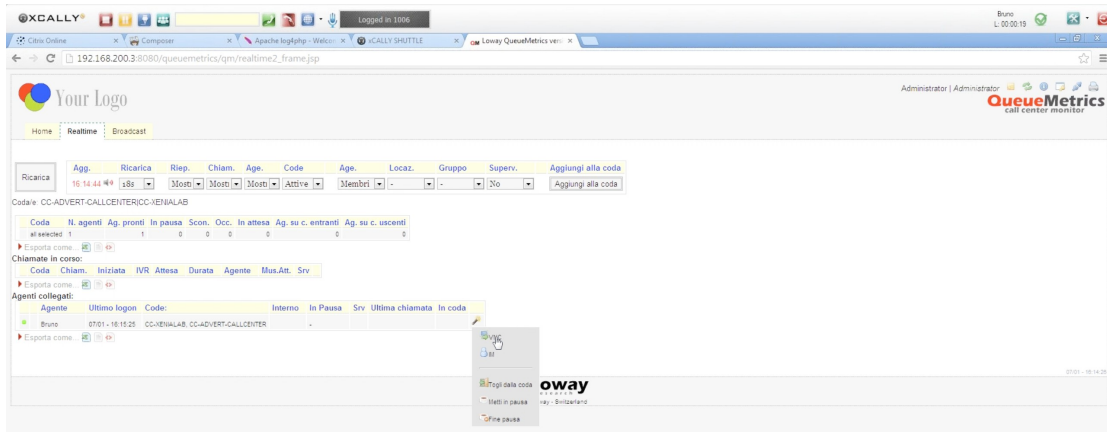 XCALLY
Logged in 1006
Bruno
L: 00:00:19
Citrix Online
Composer
Apache log4php - Welcom
xCALLY SHUTTLE
QM Loway QueueMetrics vers
192.168.200.3:8080/queuemetrics/qm/realtime2_frame.jsp
Your Logo
Administrator | Administrator
QueueMetrics
call center monitor
Home Realtime Broadcast
Agg. Ricarica Riep. Chiam. Age. Code Age. Locaz. Gruppo Superv. Aggiungi alla coda
Ricarica 16:14:44 18s Mosti Mosti Mosti Attive Membri - - No Aggiungi alla coda
Coda/e: CC-ADVERT-CALLCENTER|CC-XENIALAB
Coda N. agenti Ag. pronti In pausa Scon. Occ. In attesa Ag. su c. entranti Ag. su c. uscenti
all selected 1 1 0 0 0 0 0 0
Esporta come...
Chiamate in corso:
Coda Chiam. Iniziata IVR Attesa Durata Agente Mus.Att. Srv
Esporta come...
Agenti collegati:
Agente Ultimo logon Code: Interno In Pausa Srv Ultima chiamata In coda
Bruno 07/01 - 16:15:25 CC-XENIALAB, CC-ADVERT-CALLCENTER -
Esporta come...
VNC
Togli dalla coda
Metti in pausa
Fine pausa
oway
way - Switzerland
07/01 - 16:14:25